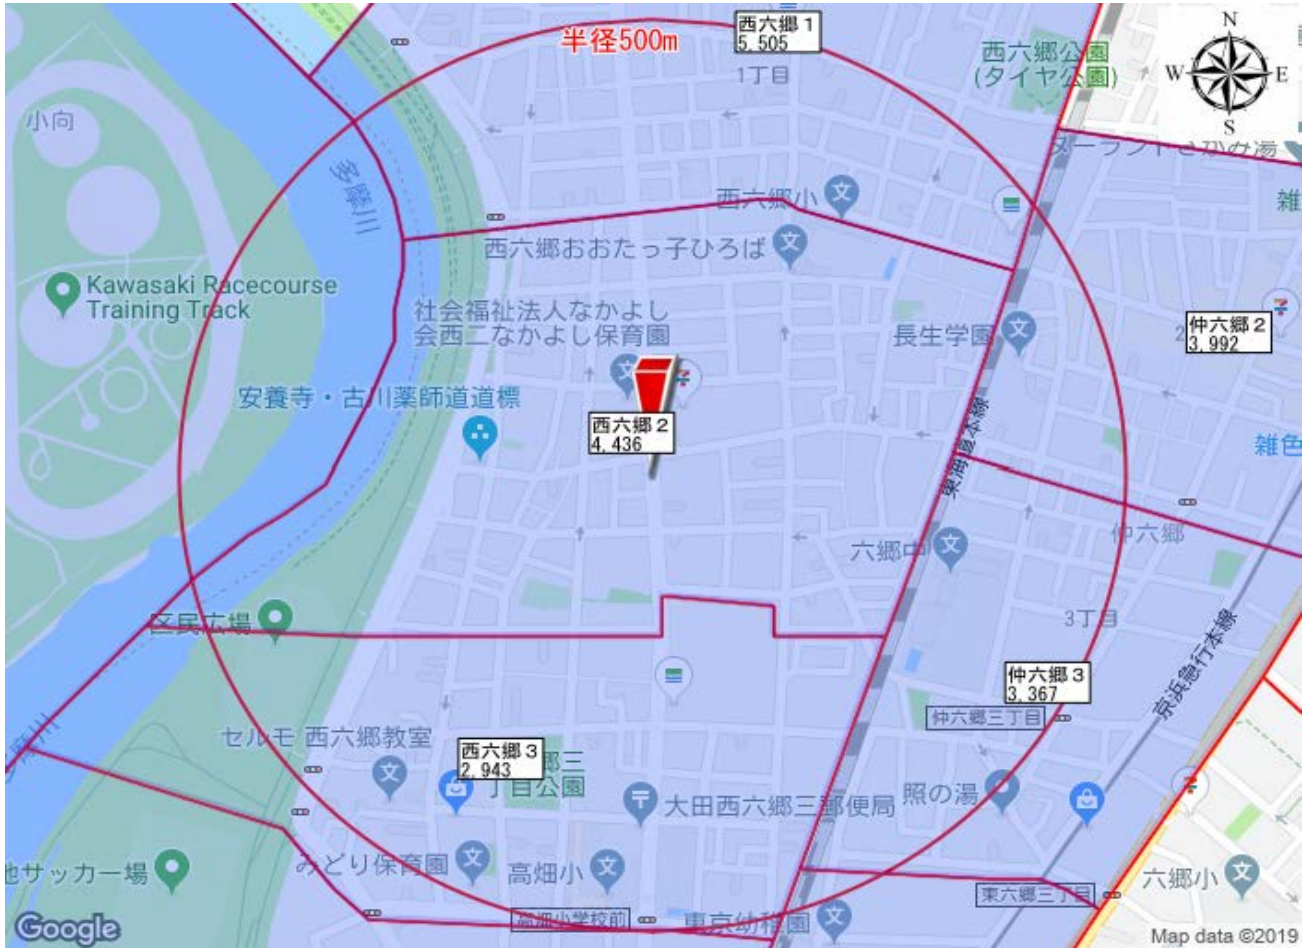 半径500m
西六郷1
5,505
1丁目
西六郷公園
(タイヤ公園)
N
W
E
S
小向
多摩川
西六郷小
西六郷おおたっ子ひろば
Kawasaki Racecourse
Training Track
社会福祉法人なかよし
会西二なかよし保育園
長生学園
仲六郷2
3,992
安養寺・古川薬師道道標
西六郷2
4,436
東海道本線
雑色
六郷中
仲六郷
区民広場
3丁目
仲六郷3
3,367
京浜急行本線
仲六郷三丁目
セルモ 西六郷教室
西六郷3
2,943
郷三
丁目公園
大田西六郷三郵便局
照の湯
みどり保育園
高畑小
サッカー場
六郷小
東六郷三丁目
高畑小学校前
東京幼稚園
Google
Map data ©2019